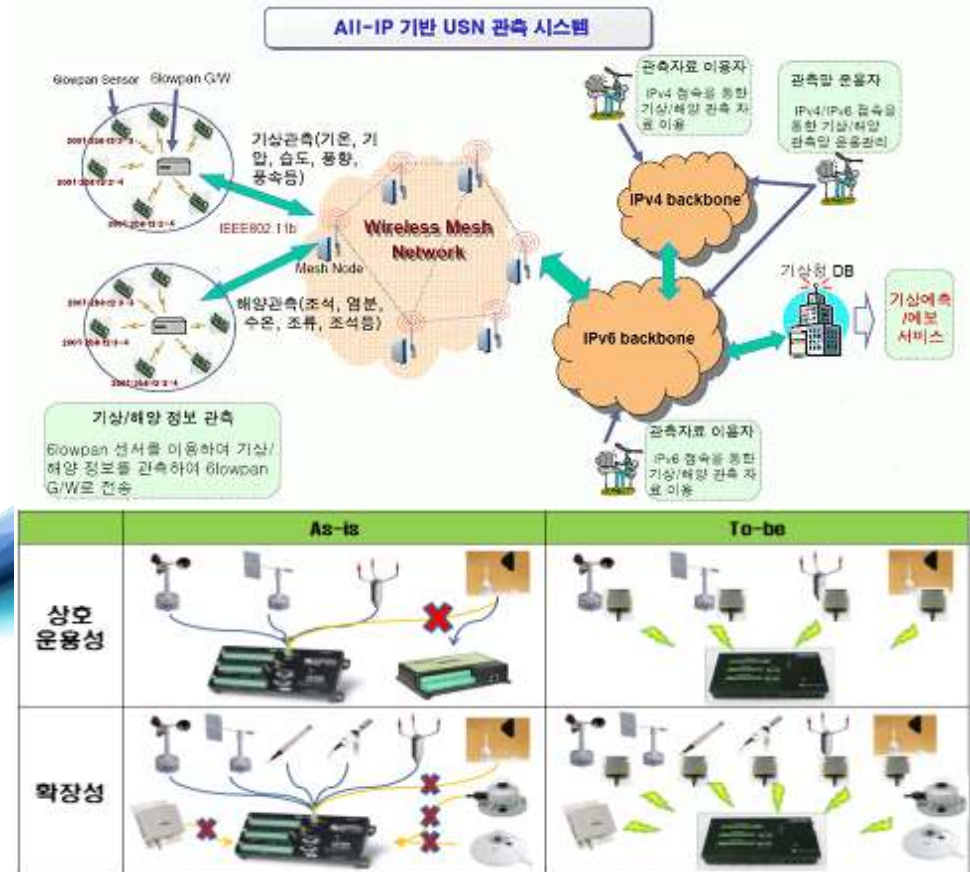 All-IP 기반 USN 관측 시스템
6lowpan Sensor
6lowpan G/W
기상관측(기온, 기
압, 습도, 풍향,
풍속등)
IEEE802.11b
Mesh Node
Wireless Mesh
Network
해양관측(조석, 염분,
수온, 조류, 조석등)
기상/해양 정보 관측
6lowpan 센서를 이용하여 기상/
해양 정보를 관측하여 6lowpan
G/W로 전송
관측자료 이용자
IPv4 접속을 통한
기상/해양 관측 자
료 이용
관측망 운용자
IPv4/IPv6 접속을
통한 기상/해양
관측망 운용관리
IPv4 backbone
IPv6 backbone
기상청 DB
기상예측
/예보
서비스
관측자료 이용자
IPv6 접속을 통한
기상/해양 관측 자
료 이용
As-is
To-be
상호
운용성
확장성